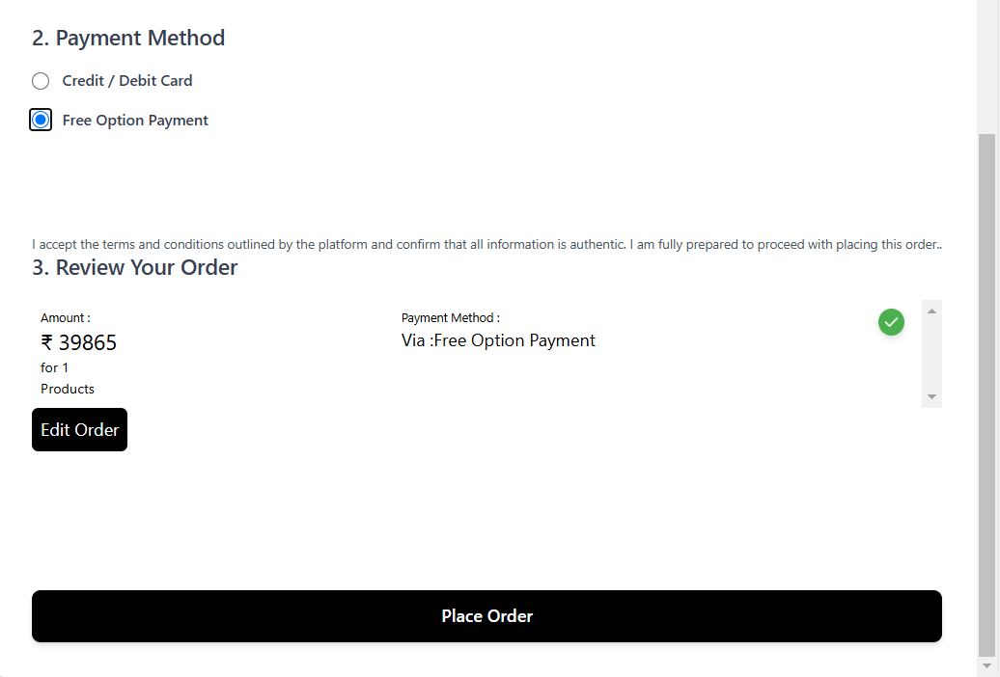 2. Payment Method
Credit / Debit Card
Free Option Payment
I accept the terms and conditions outlined by the platform and confirm that all information is authentic. I am fully prepared to proceed with placing this order..
3. Review Your Order
Amount :
₹ 39865
for 1
Products
Payment Method :
Via :Free Option Payment
Edit Order
Place Order